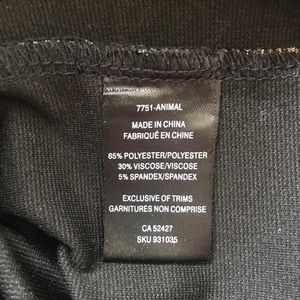 7751-ANIMAL
MADE IN CHINA
FABRIQUÉ EN CHINE
65% POLYESTER/POLYESTER
30% VISCOSE/VISCOSE
5% SPANDEX/SPANDEX
EXCLUSIVE OF TRIMS
GARNITURES NON COMPRISE
CA 52427
SKU 931035